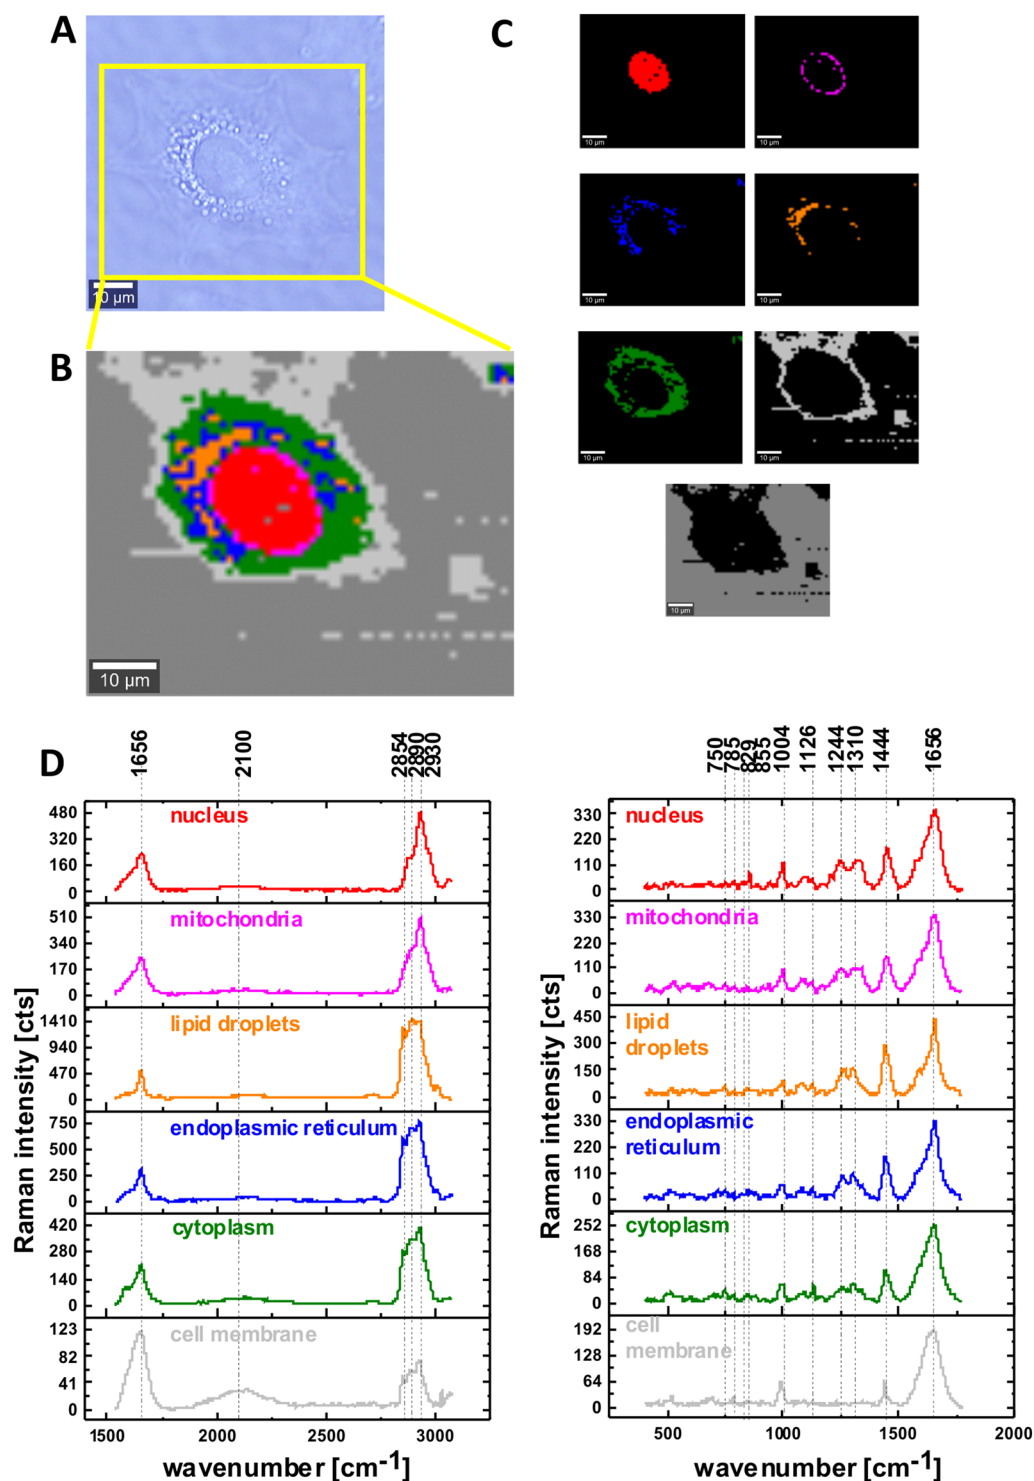 A
C
10 µm
10 µm
10 µm
10 µm
10 µm
B
10 µm
10 µm
10 µm
10 µm
D
1656
2100
2854
2890
2930
750
785
829
855
1004
1126
1244
1310
1444
1656
Raman intensity [cts]
nucleus
480
320
160
0
mitochondria
510
340
170
0
lipid droplets
1410
940
470
0
endoplasmic reticulum
750
500
250
0
cytoplasm
420
280
140
0
cell membrane
123
82
41
0
1500
2000
2500
3000
wavenumber [cm-1]
Raman intensity [cts]
nucleus
330
220
110
0
mitochondria
330
220
110
0
lipid
droplets
450
300
150
0
endoplasmic
reticulum
330
220
110
0
cytoplasm
252
168
84
0
cell
membrane
192
128
64
0
500
1000
1500
2000
wavenumber [cm-1]